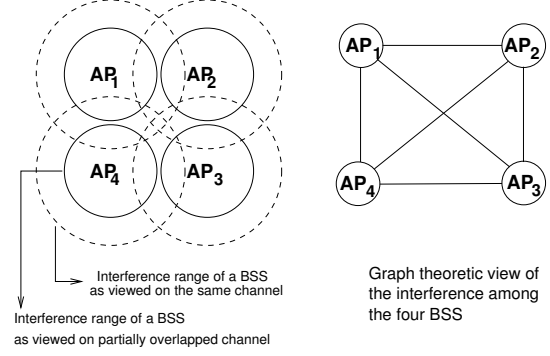 AP1
AP2
AP4
AP3
Interference range of a BSS
as viewed on the same channel
Interference range of a BSS
as viewed on partially overlapped channel
AP1
AP2
AP4
AP3
Graph theoretic view of
the interference among
the four BSS